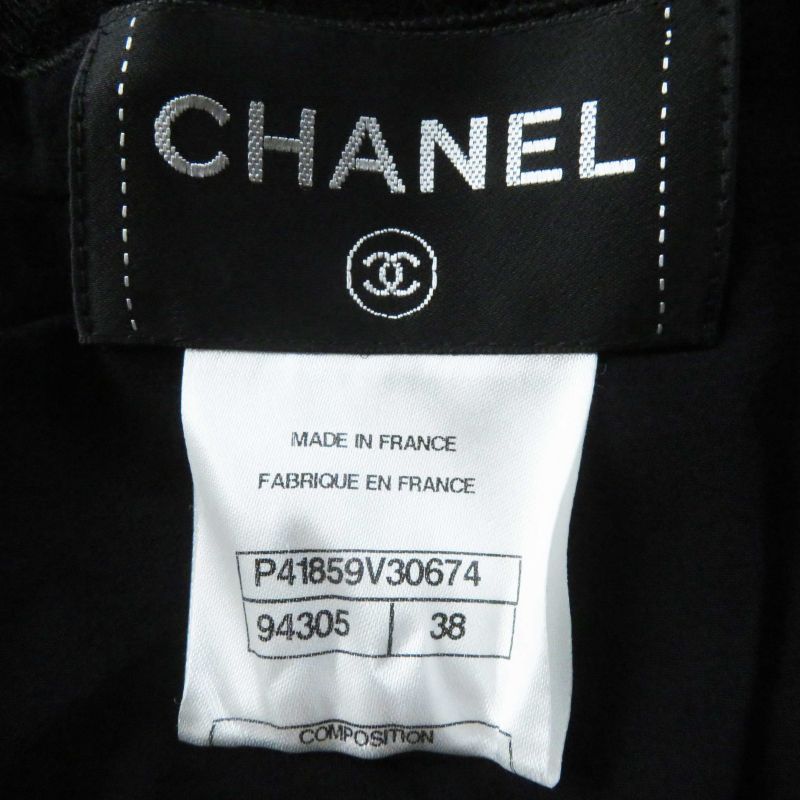 CHANEL
MADE IN FRANCE
FABRIQUE EN FRANCE
P41859V30674
94305 38
COMPOSITION